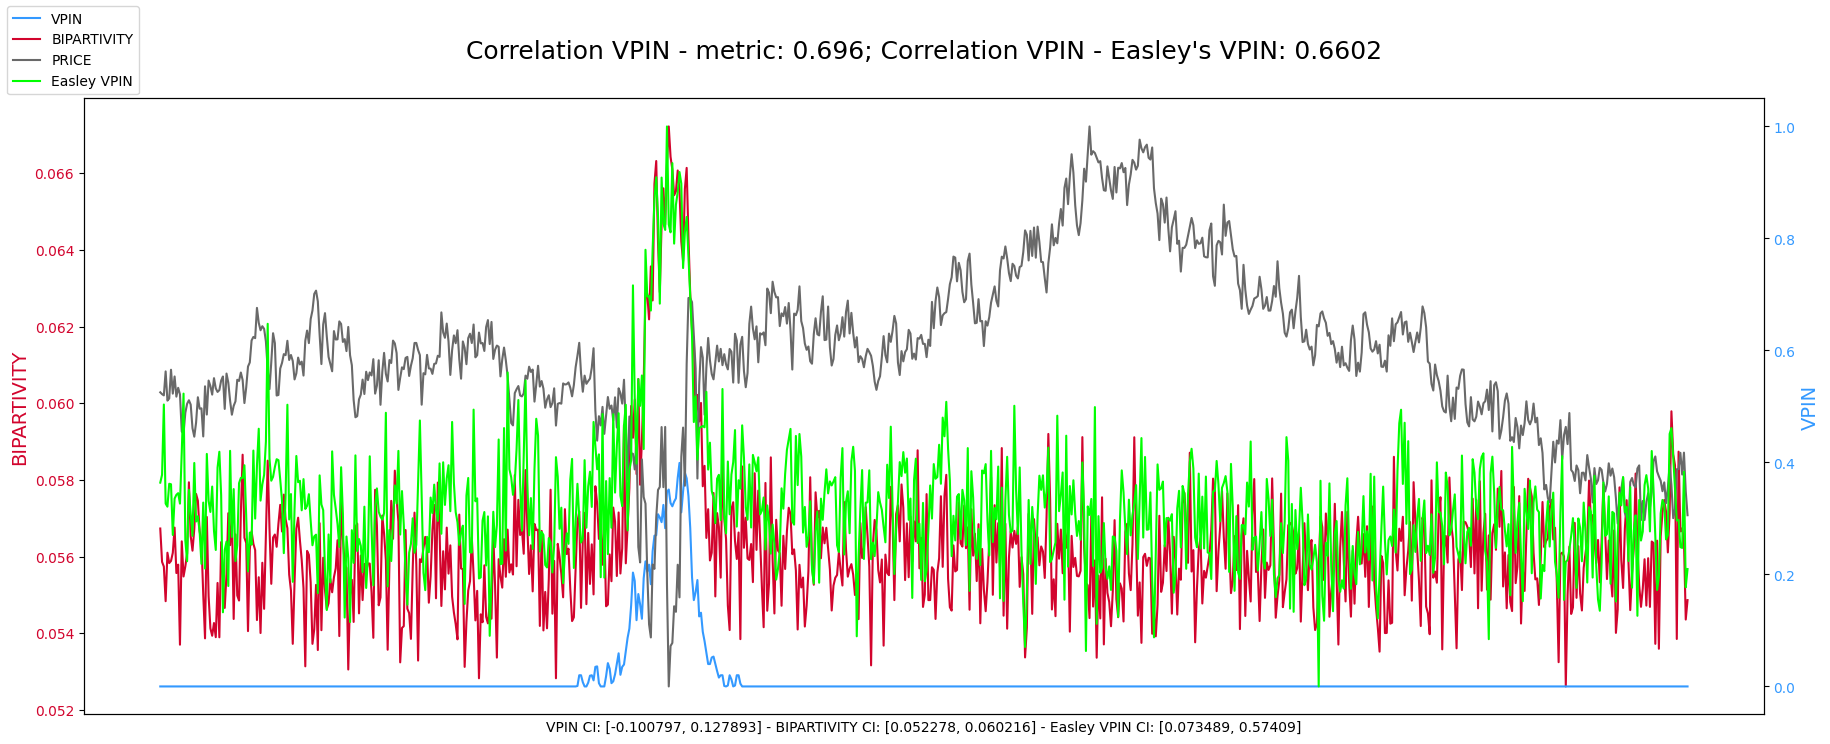 VPIN
BIPARTIVITY
PRICE
Easley VPIN
Correlation VPIN - metric: 0.696; Correlation VPIN - Easley's VPIN: 0.6602
BIPARTIVITY
0.066
0.064
0.062
0.060
0.058
0.056
0.054
0.052
1.0
0.8
0.6
0.4
0.2
0.0
VPIN
VPIN CI: [-0.100797, 0.127893] - BIPARTIVITY CI: [0.052278, 0.060216] - Easley VPIN CI: [0.073489, 0.57409]